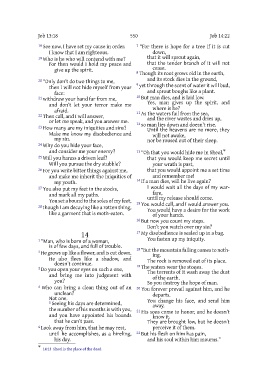 Job 13:18 550 Job 14:22
18 See now, I have set my cause in order.
I know that I am righteous.
19 Who is he who will contend with me?
For then would I hold my peace and
give up the spirit.
20 "Only don't do two things to me,
then I will not hide myself from your
face:
21 withdraw your hand far from me,
and don't let your terror make me
afraid.
22 Then call, and I will answer,
or let me speak, and you answer me.
23 How many are my iniquities and sins?
Make me know my disobedience and
my sin.
24 Why do you hide your face,
and consider me your enemy?
25 Will you harass a driven leaf?
Will you pursue the dry stubble?
26 For you write bitter things against me,
and make me inherit the iniquities of
my youth.
27 You also put my feet in the stocks,
and mark all my paths.
You set a bound to the soles of my feet,
28 though I am decaying like a rotten thing,
like a garment that is moth-eaten.
14
1 "Man, who is born of a woman,
is of few days, and full of trouble.
2 He grows up like a flower, and is cut down.
He also flees like a shadow, and
doesn't continue.
3 Do you open your eyes on such a one,
and bring me into judgment with
you?
4 Who can bring a clean thing out of an
unclean?
Not one.
5 Seeing his days are determined,
the number of his months is with you,
and you have appointed his bounds
that he can't pass.
6 Look away from him, that he may rest,
until he accomplishes, as a hireling,
his day.
7 "For there is hope for a tree if it is cut
down,
that it will sprout again,
that the tender branch of it will not
cease.
8 Though its root grows old in the earth,
and its stock dies in the ground,
9 yet through the scent of water it will bud,
and sprout boughs like a plant.
10 But man dies, and is laid low.
Yes, man gives up the spirit, and
where is he?
11 As the waters fail from the sea,
and the river wastes and dries up,
12 so man lies down and doesn't rise.
Until the heavens are no more, they
will not awake,
nor be roused out of their sleep.
13 "Oh that you would hide me in Sheol,*
that you would keep me secret until
your wrath is past,
that you would appoint me a set time
and remember me!
14 If a man dies, will he live again?
I would wait all the days of my war-
fare,
until my release should come.
15 You would call, and I would answer you.
You would have a desire for the work
of your hands.
16 But now you count my steps.
Don't you watch over my sin?
17 My disobedience is sealed up in a bag.
You fasten up my iniquity.
18 "But the mountain falling comes to noth-
ing.
The rock is removed out of its place.
19 The waters wear the stones.
The torrents of it wash away the dust
of the earth.
So you destroy the hope of man.
20 You forever prevail against him, and he
departs.
You change his face, and send him
away.
21 His sons come to honor, and he doesn't
know it.
They are brought low, but he doesn't
perceive it of them.
22 But his flesh on him has pain,
and his soul within him mourns."
* 14:13 Sheol is the place of the dead.